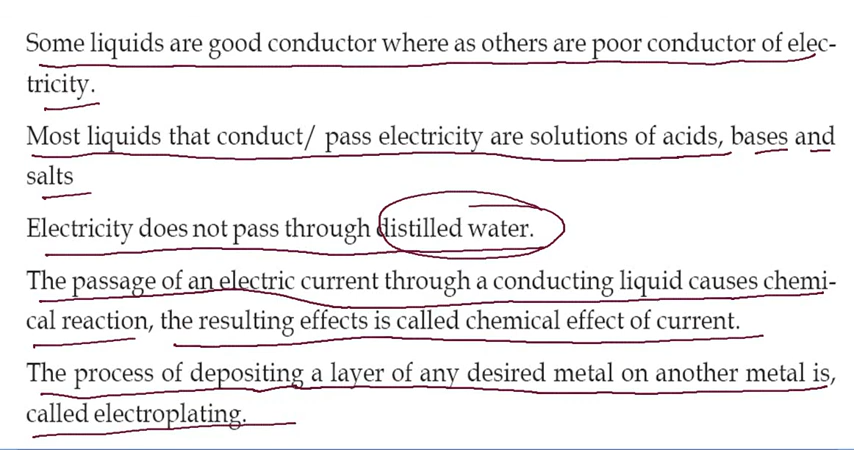 Some liquids are good conductor where as others are poor conductor of elec-
tricity.
Most liquids that conduct/ pass electricity are solutions of acids, bases and
salts
Electricity does not pass through distilled water.
The passage of an electric current through a conducting liquid causes chemi-
cal reaction, the resulting effects is called chemical effect of current.
The process of depositing a layer of any desired metal on another metal is,
called electroplating.